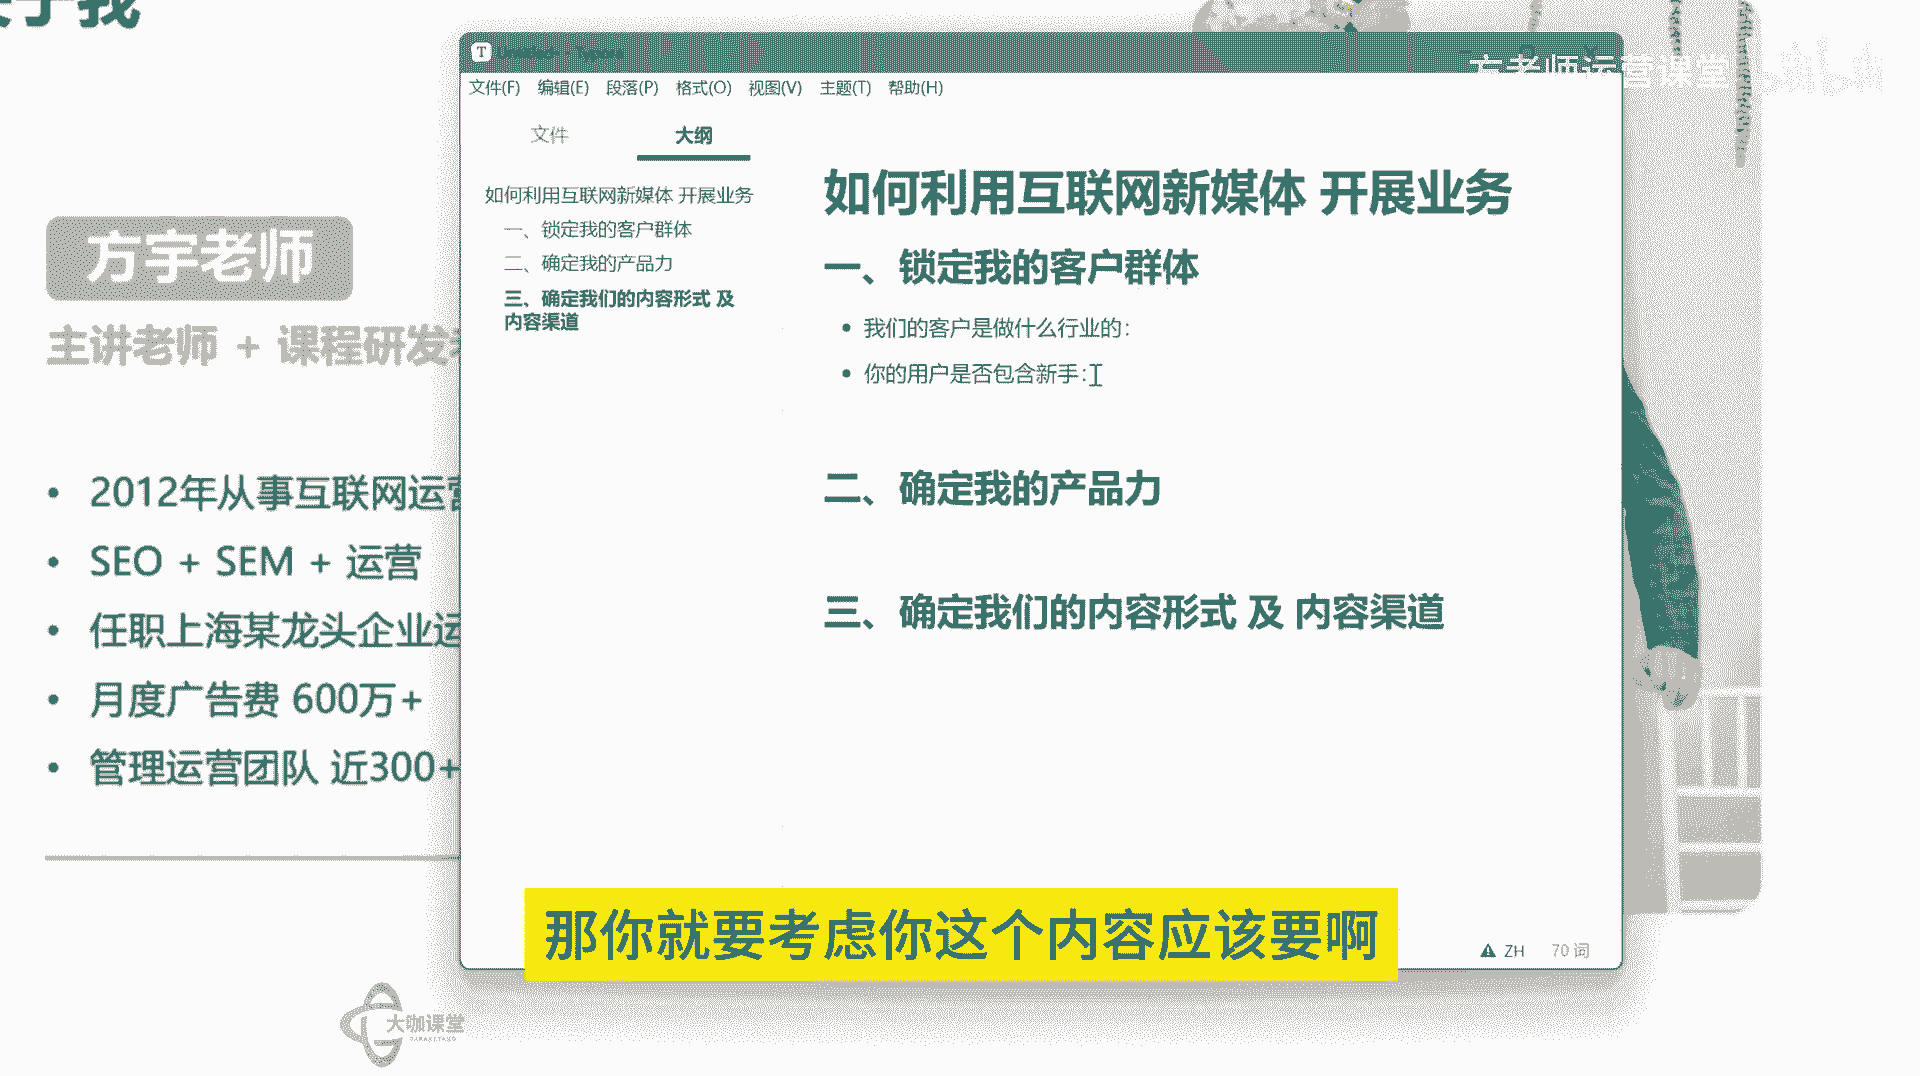 方宇老师
主讲老师 + 课程研发
2012年从事互联网运营
SEO + SEM + 运营
任职上海某龙头企业运
月度广告费 600万+
管理运营团队 近300+
文件(F) 编辑(E) 段落(P) 格式(O) 视图(V) 主题(T) 帮助(H)
文件 大纲
如何利用互联网新媒体 开展业务
一、锁定我的客户群体
二、确定我的产品力
三、确定我们的内容形式 及
内容渠道
如何利用互联网新媒体 开展业务
一、锁定我的客户群体
我们的客户是做什么行业的：
你的用户是否包含新手：
二、确定我的产品力
三、确定我们的内容形式 及 内容渠道
ZH 70 词
方老师运营课堂
那你就要考虑你这个内容应该要啊
大咖课堂